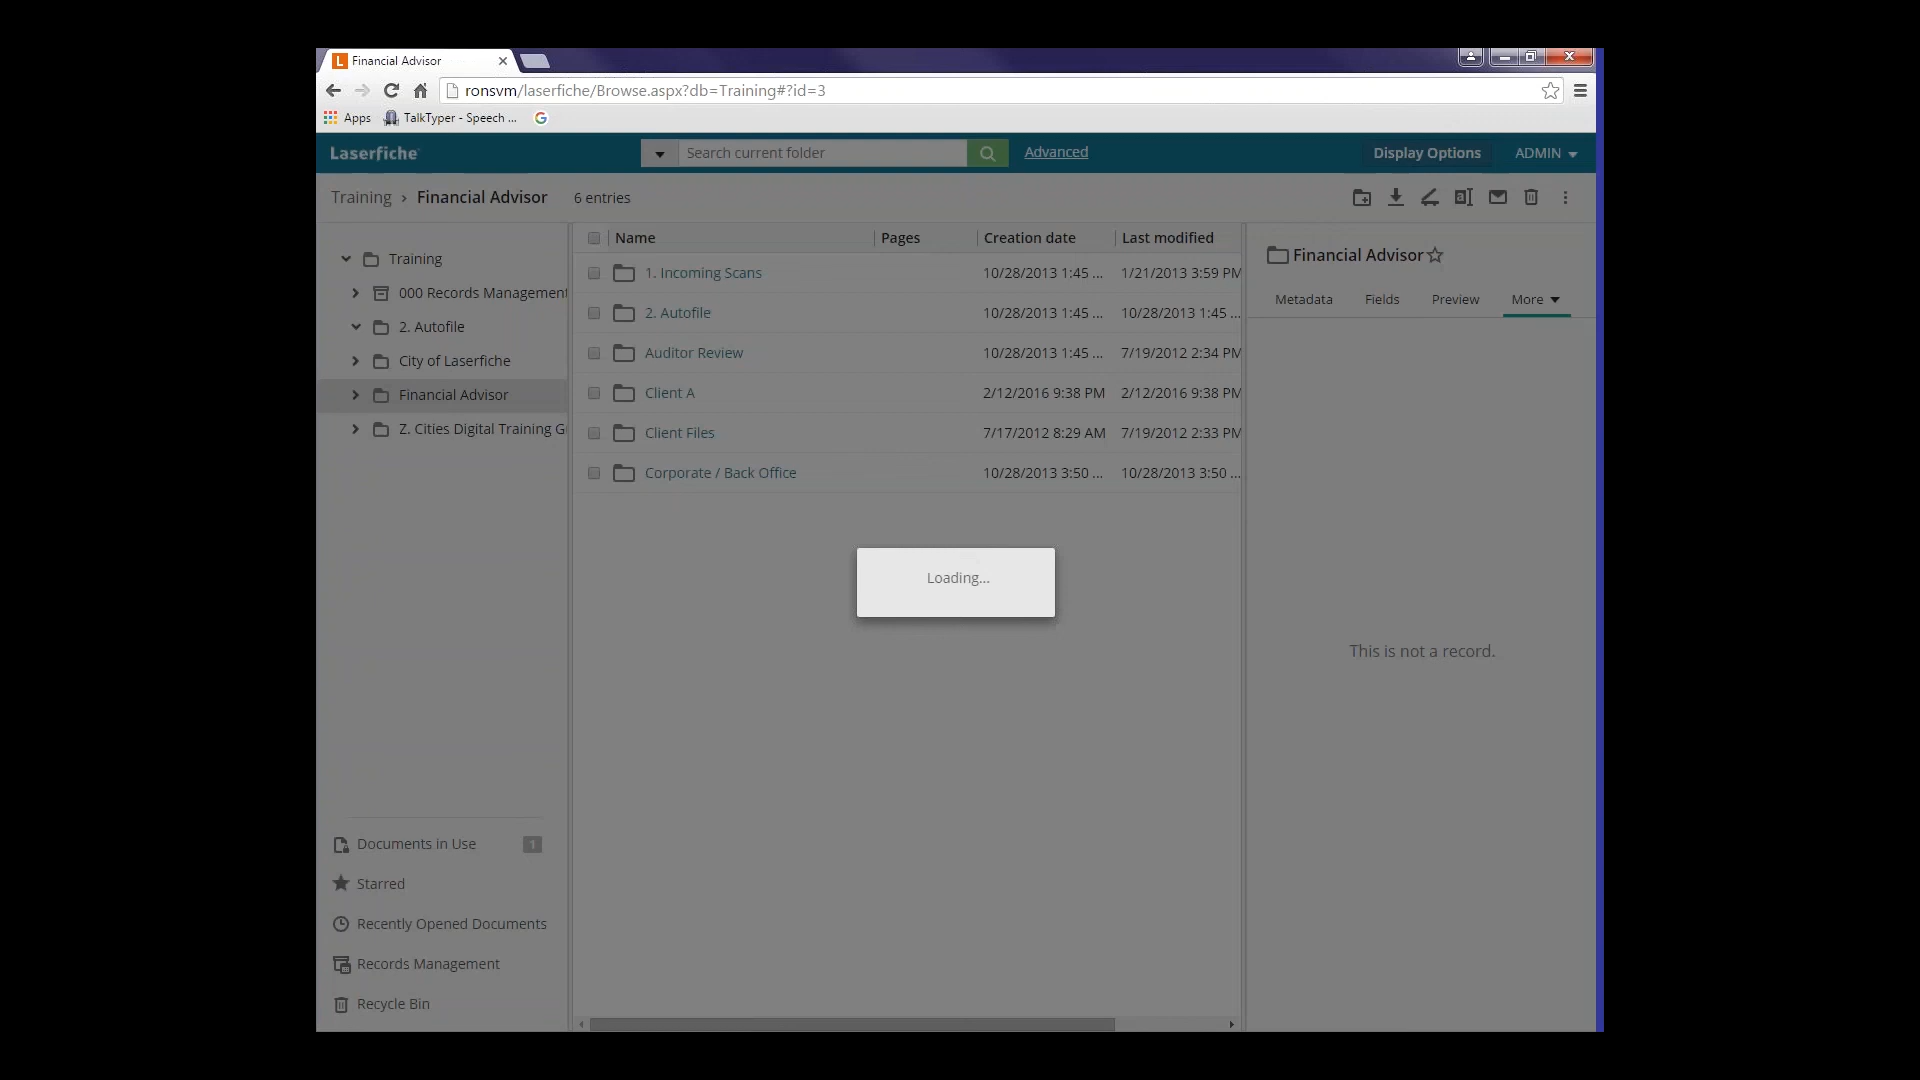 Financial Advisor
ronsvm/laserfiche/Browse.aspx?db=Training#?id=3
Apps TalkTyper - Speech ...
Laserfiche Search current folder Advanced Display Options ADMIN
Training › Financial Advisor 6 entries
Name Pages Creation date Last modified
1. Incoming Scans 10/28/2013 1:45 ... 1/21/2013 3:59 PM
2. Autofile 10/28/2013 1:45 ... 10/28/2013 1:45 ...
Auditor Review 10/28/2013 1:45 ... 7/19/2012 2:34 PM
Client A 2/12/2016 9:38 PM 2/12/2016 9:38 PM
Client Files 7/17/2012 8:29 AM 7/19/2012 2:33 PM
Corporate / Back Office 10/28/2013 3:50 ... 10/28/2013 3:50 ...
Training
000 Records Management
2. Autofile
City of Laserfiche
Financial Advisor
Z. Cities Digital Training G
Documents in Use 1
Starred
Recently Opened Documents
Records Management
Recycle Bin
Loading...
Financial Advisor
Metadata Fields Preview More
This is not a record.